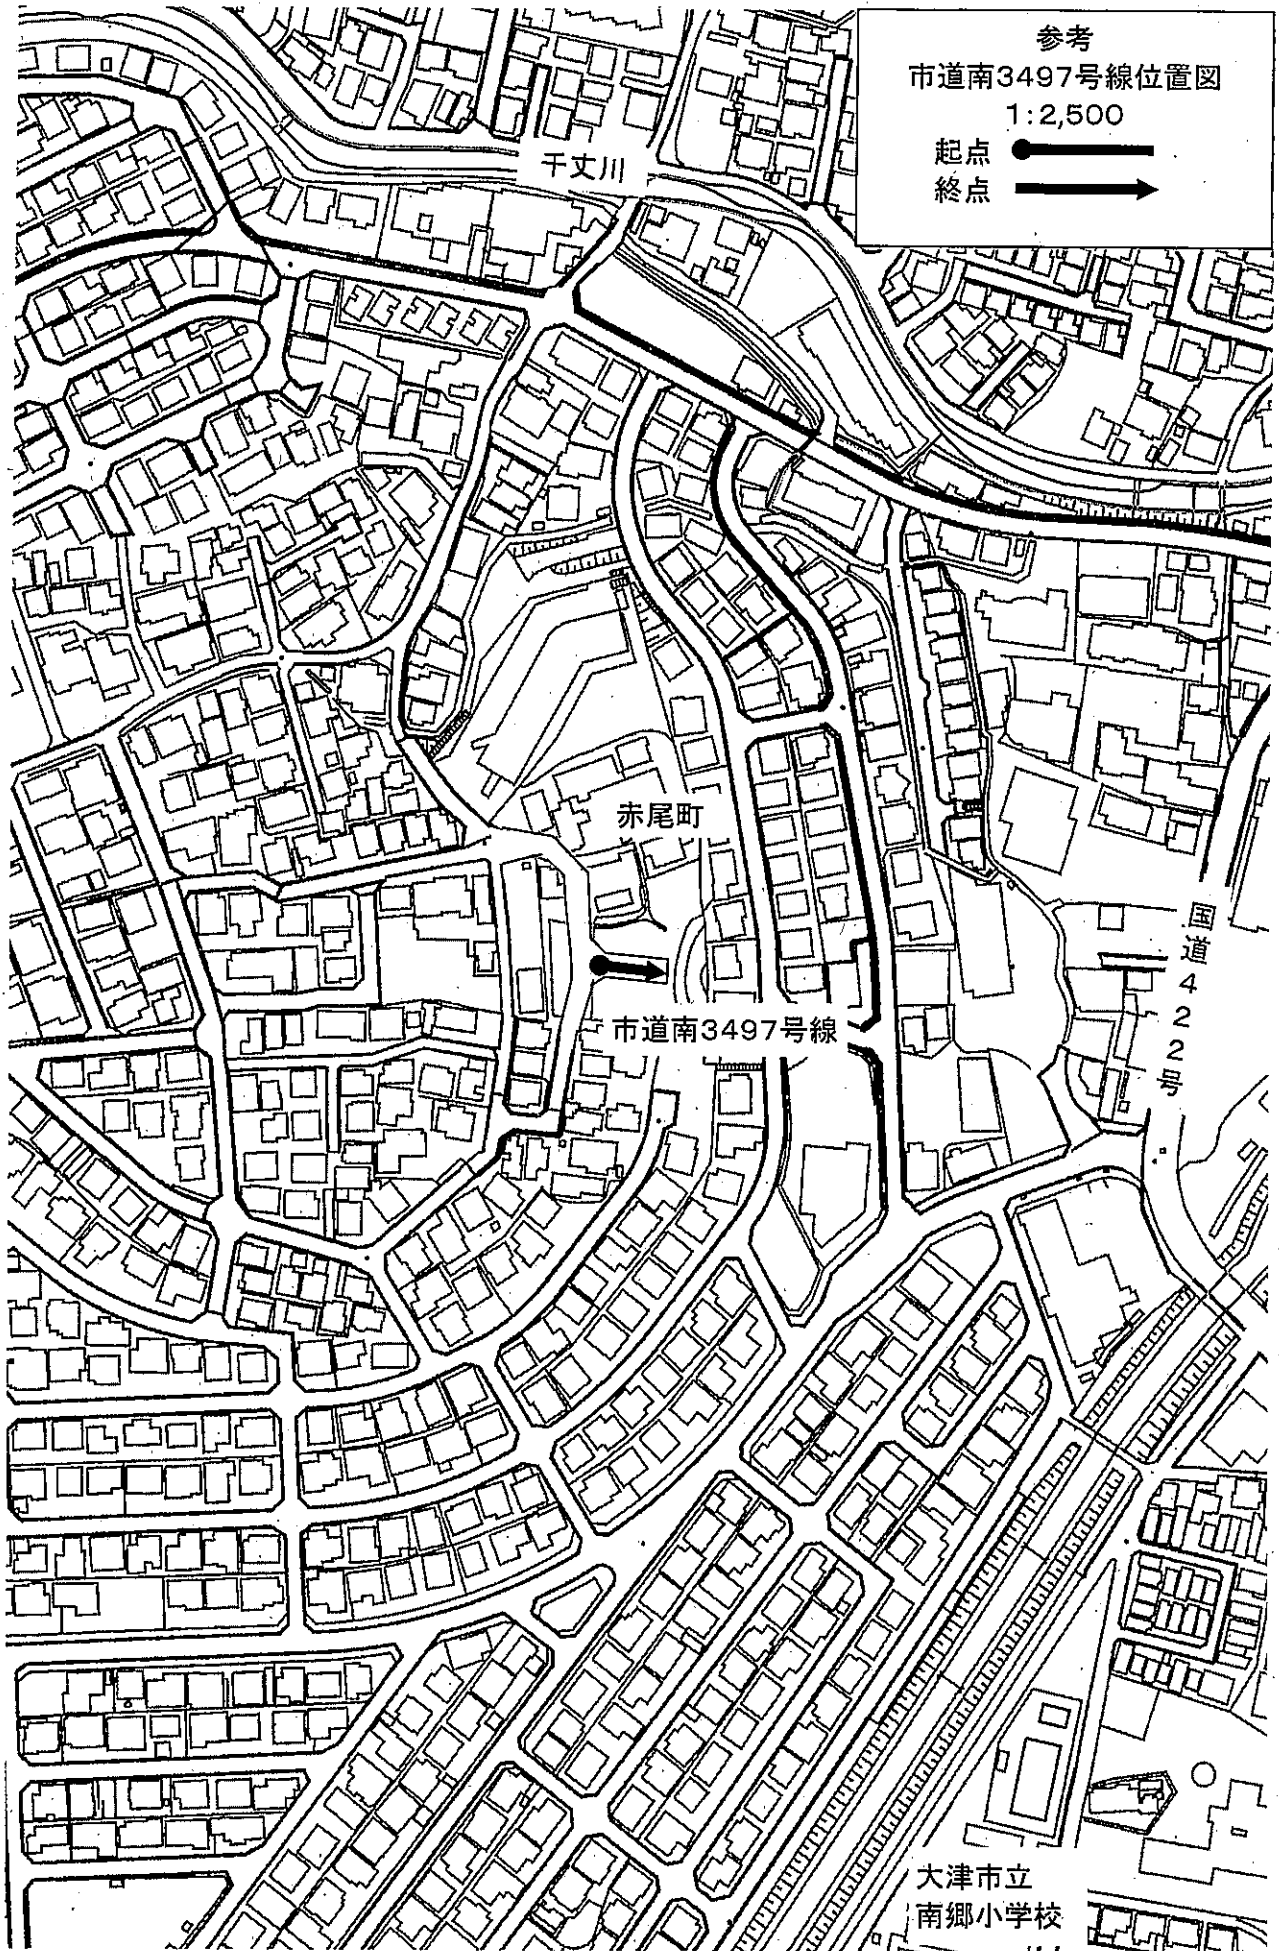 参考
市道南3497号線位置図
1:2,500
起点
終点
千丈川
赤尾町
国道422号
市道南3497号線
大津市立
南郷小学校